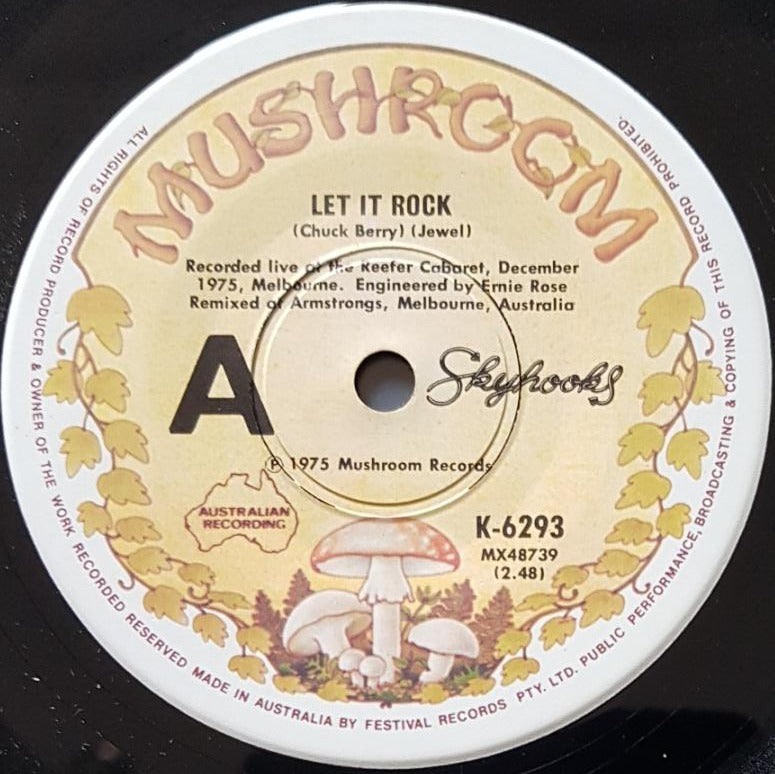 MUSHROOM
LET IT ROCK
(Chuck Berry) (Jewel)
Recorded live at the Keefer Cabaret, December
1975, Melbourne. Engineered by Ernie Rose
Remixed at Armstrongs, Melbourne, Australia
A
Skyhooks
℗ 1975 Mushroom Records
AUSTRALIAN
RECORDING
K-6293
MX48739
(2.48)
ALL RIGHTS OF RECORD PRODUCER & OWNER OF THE WORK RECORDED RESERVED MADE IN AUSTRALIA BY FESTIVAL RECORDS PTY. LTD. PUBLIC PERFORMANCE, BROADCASTING & COPYING OF THIS RECORD PROHIBITED.